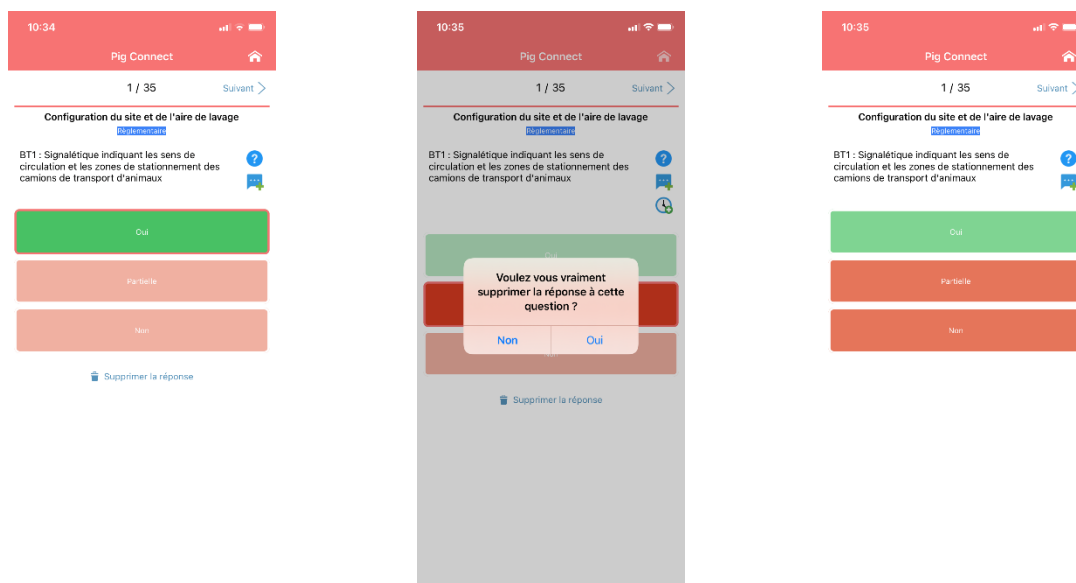 10:34
Pig Connect
1 / 35
Suivant
Configuration du site et de l'aire de lavage
Réglementaire
BT1 : Signalétique indiquant les sens de
circulation et les zones de stationnement des
camions de transport d'animaux
Oui
Partielle
Non
Supprimer la réponse
10:35
Pig Connect
1 / 35
Suivant
Configuration du site et de l'aire de lavage
Réglementaire
BT1 : Signalétique indiquant les sens de
circulation et les zones de stationnement des
camions de transport d'animaux
Oui
Voulez vous vraiment
supprimer la réponse à cette
question ?
Non
Oui
Non
Supprimer la réponse
10:35
Pig Connect
1 / 35
Suivant
Configuration du site et de l'aire de lavage
Réglementaire
BT1 : Signalétique indiquant les sens de
circulation et les zones de stationnement des
camions de transport d'animaux
Oui
Partielle
Non